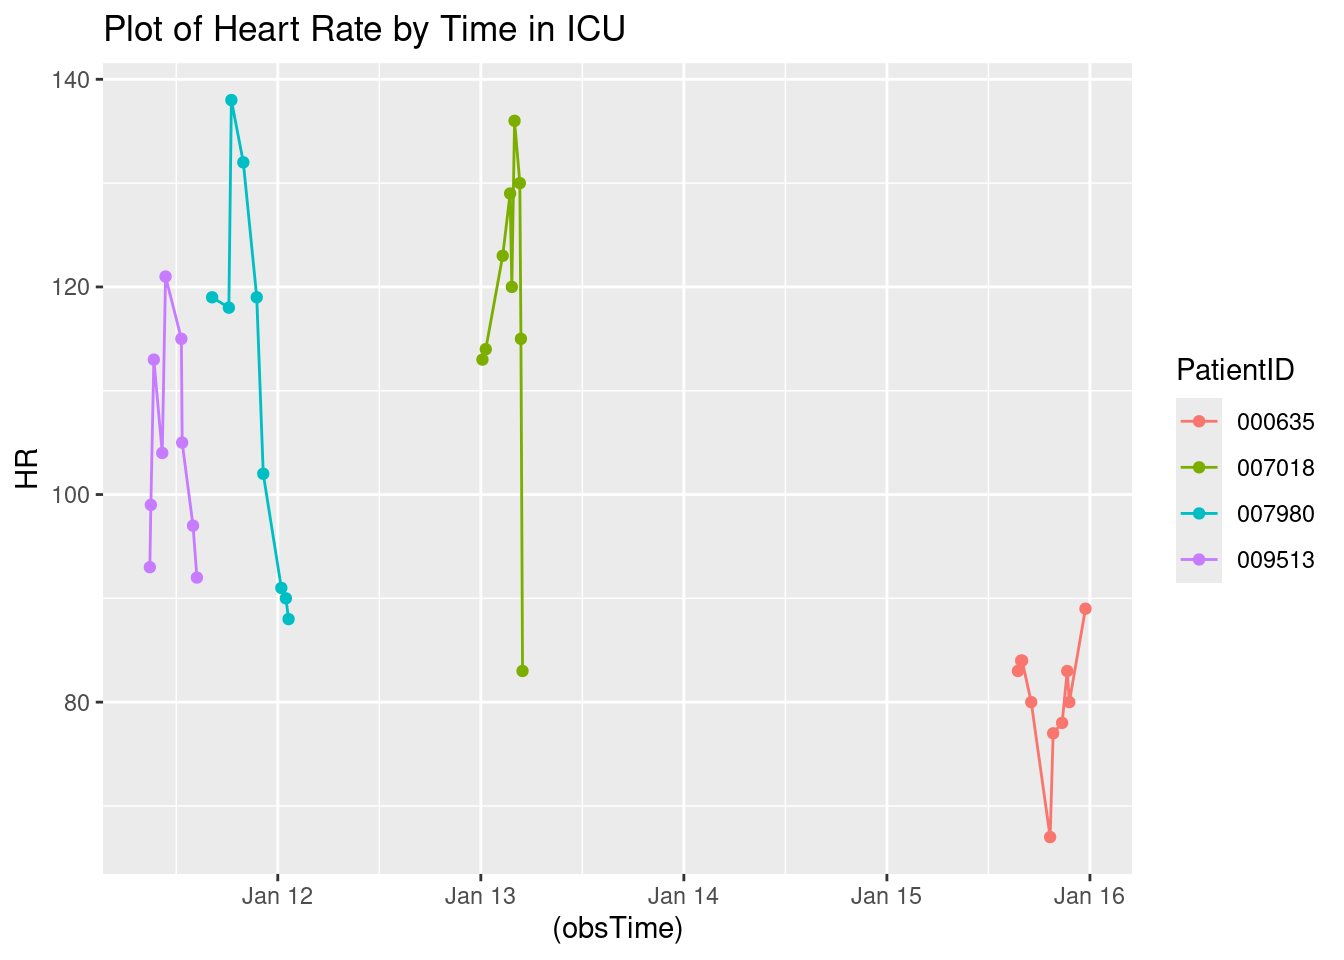 Plot of Heart Rate by Time in ICU
140
120
100
80
HR
Jan 12
Jan 13
Jan 14
Jan 15
Jan 16
(obsTime)
PatientID
000635
007018
007980
009513